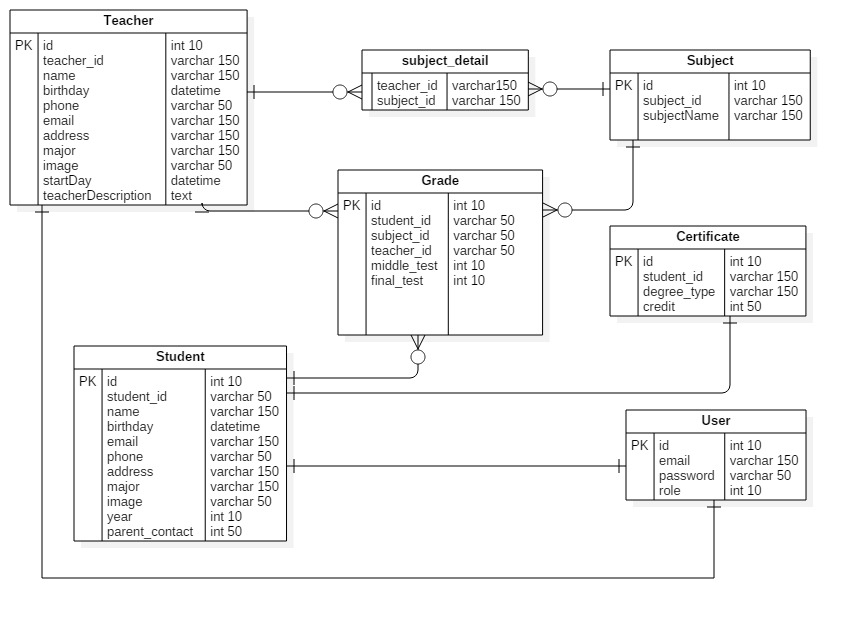 Teacher
PK id int 10
teacher_id varchar 150
name varchar 150
birthday datetime
phone varchar 50
email varchar 150
address varchar 150
major varchar 150
image varchar 50
startDay datetime
teacherDescription text
subject_detail
teacher_id varchar150
subject_id varchar 150
Subject
PK id int 10
subject_id varchar 150
subjectName varchar 150
Grade
PK id int 10
student_id varchar 50
subject_id varchar 50
teacher_id varchar 50
middle_test int 10
final_test int 10
Certificate
PK id int 10
student_id varchar 150
degree_type varchar 150
credit int 50
Student
PK id int 10
student_id varchar 50
name varchar 150
birthday datetime
email varchar 150
phone varchar 50
address varchar 150
major varchar 150
image varchar 50
year int 10
parent_contact int 50
User
PK id int 10
email varchar 150
password varchar 50
role int 10